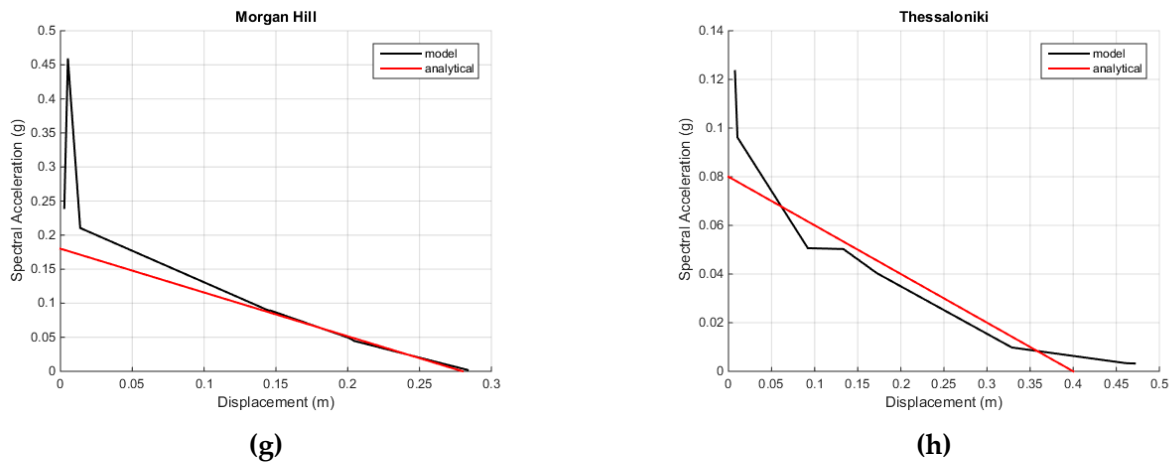 Morgan Hill
0.5
0.45
0.4
0.35
0.3
0.25
0.2
0.15
0.1
0.05
0
Spectral Acceleration (g)
model
analytical
0 0.05 0.1 0.15 0.2 0.25 0.3
Displacement (m)
(g)
Thessaloniki
0.14
0.12
0.1
0.08
0.06
0.04
0.02
0
Spectral Acceleration (g)
model
analytical
0 0.05 0.1 0.15 0.2 0.25 0.3 0.35 0.4 0.45 0.5
Displacement (m)
(h)